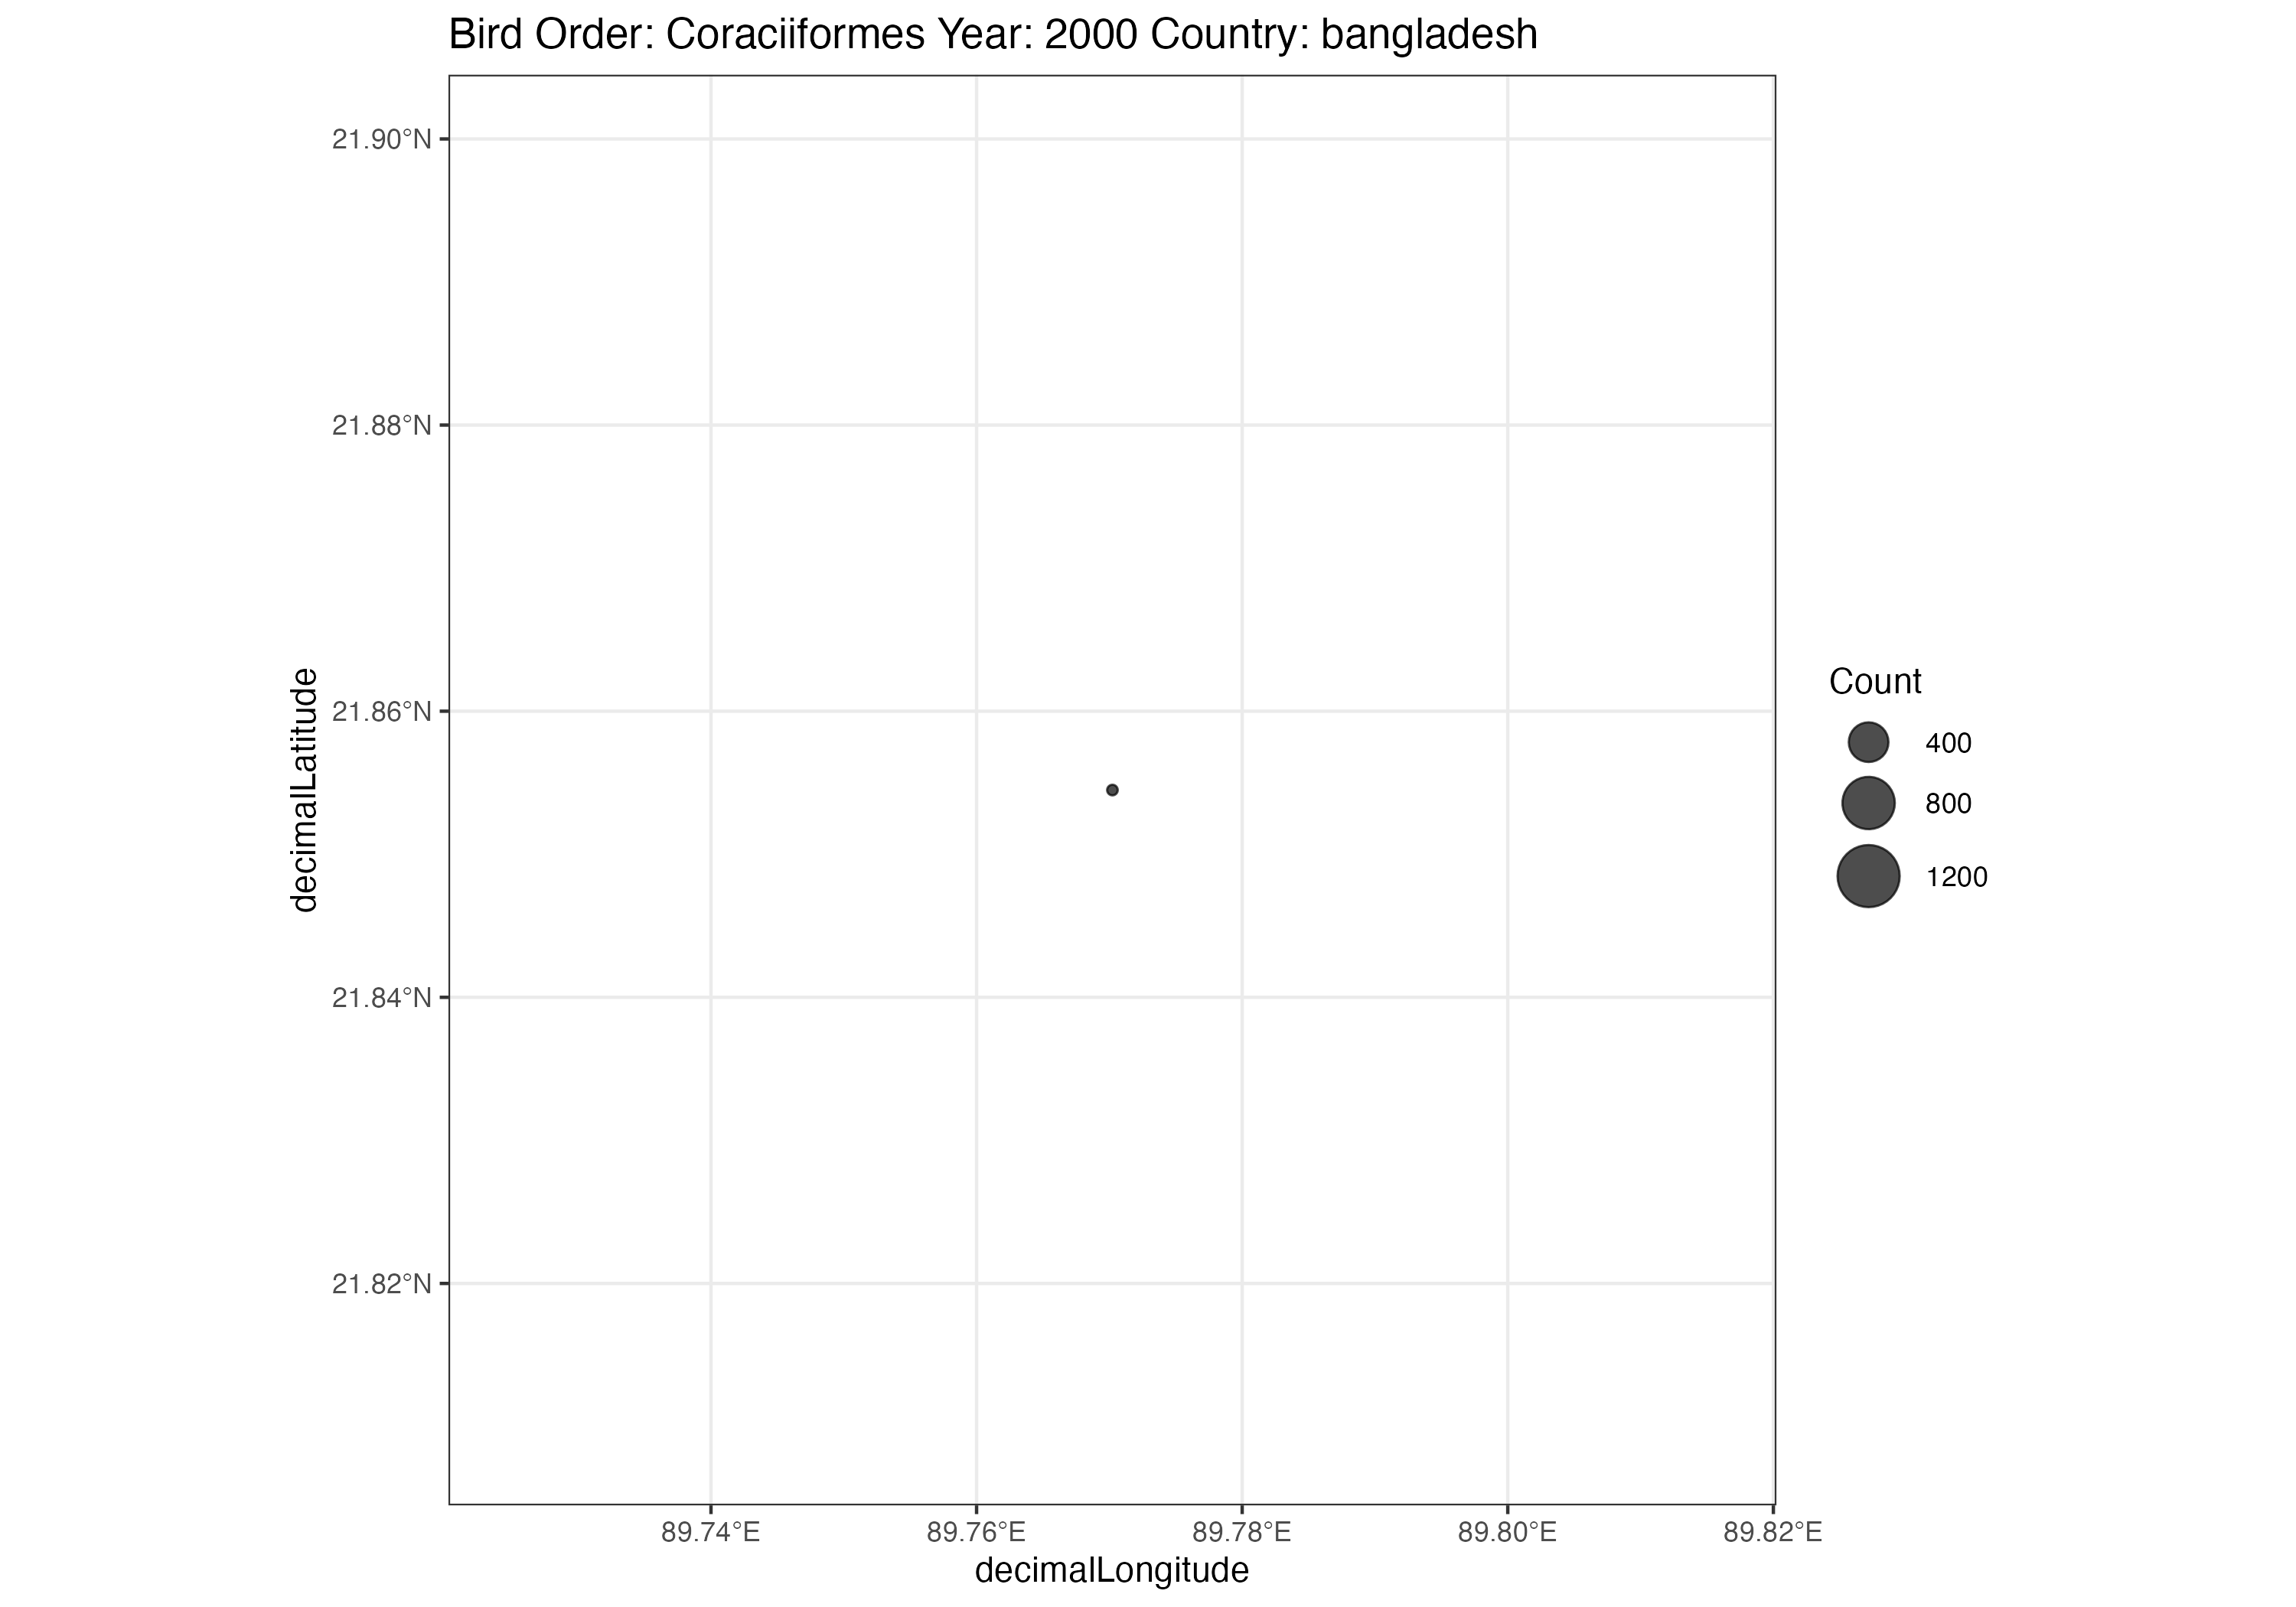 Bird Order: Coraciiformes Year: 2000 Country: bangladesh
21.90°N
21.88°N
21.86°N
21.84°N
21.82°N
decimalLatitude
89.74°E
89.76°E
89.78°E
89.80°E
89.82°E
decimalLongitude
Count
400
800
1200